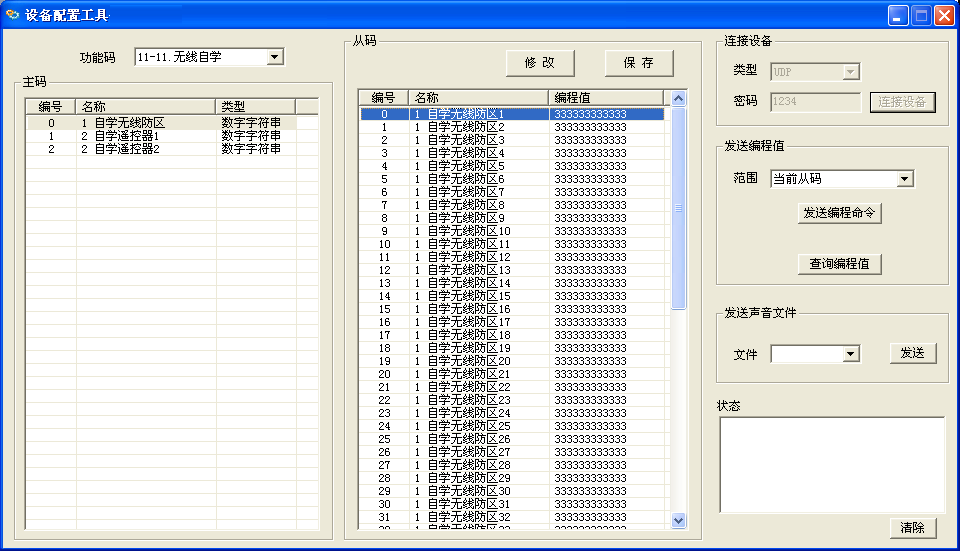 设备配置工具
功能码 11-11.无线自学
主码
编号 名称 类型
0 1 自学无线防区 数字字符串
1 2 自学遥控器1 数字字符串
2 2 自学遥控器2 数字字符串
从码
修 改 保 存
编号 名称 编程值
0 1 自学无线防区1 333333333333
1 1 自学无线防区2 333333333333
2 1 自学无线防区3 333333333333
3 1 自学无线防区4 333333333333
4 1 自学无线防区5 333333333333
5 1 自学无线防区6 333333333333
6 1 自学无线防区7 333333333333
7 1 自学无线防区8 333333333333
8 1 自学无线防区9 333333333333
9 1 自学无线防区10 333333333333
10 1 自学无线防区11 333333333333
11 1 自学无线防区12 333333333333
12 1 自学无线防区13 333333333333
13 1 自学无线防区14 333333333333
14 1 自学无线防区15 333333333333
15 1 自学无线防区16 333333333333
16 1 自学无线防区17 333333333333
17 1 自学无线防区18 333333333333
18 1 自学无线防区19 333333333333
19 1 自学无线防区20 333333333333
20 1 自学无线防区21 333333333333
21 1 自学无线防区22 333333333333
22 1 自学无线防区23 333333333333
23 1 自学无线防区24 333333333333
24 1 自学无线防区25 333333333333
25 1 自学无线防区26 333333333333
26 1 自学无线防区27 333333333333
27 1 自学无线防区28 333333333333
28 1 自学无线防区29 333333333333
29 1 自学无线防区30 333333333333
30 1 自学无线防区31 333333333333
31 1 自学无线防区32 333333333333
连接设备
类型 UDP
密码 1234 连接设备
发送编程值
范围 当前从码
发送编程命令
查询编程值
发送声音文件
文件 发送
状态
清除